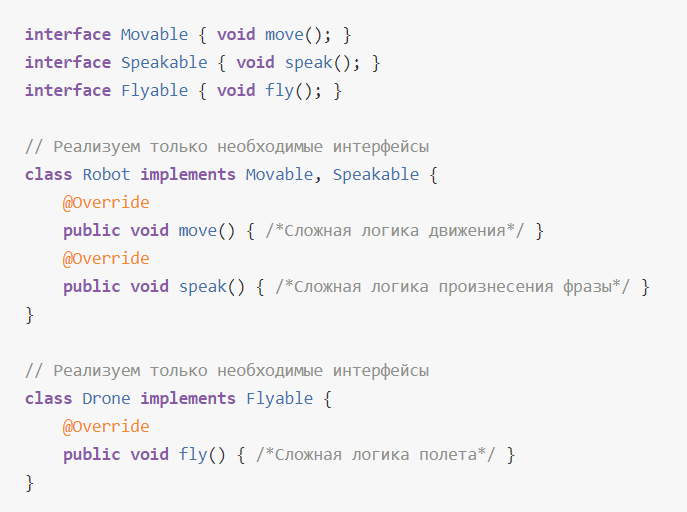 interface Movable { void move(); }
interface Speakable { void speak(); }
interface Flyable { void fly(); }
// Реализуем только необходимые интерфейсы
class Robot implements Movable, Speakable {
@Override
public void move() { /*Сложная логика движения*/ }
@Override
public void speak() { /*Сложная логика произнесения фразы*/ }
}
// Реализуем только необходимые интерфейсы
class Drone implements Flyable {
@Override
public void fly() { /*Сложная логика полета*/ }
}